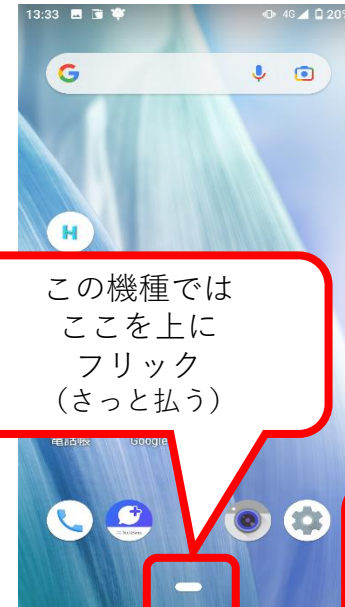 13:33
4G 20%
G
H
この機種では
ここを上に
フリック
（さっと払う）
電話帳 Google